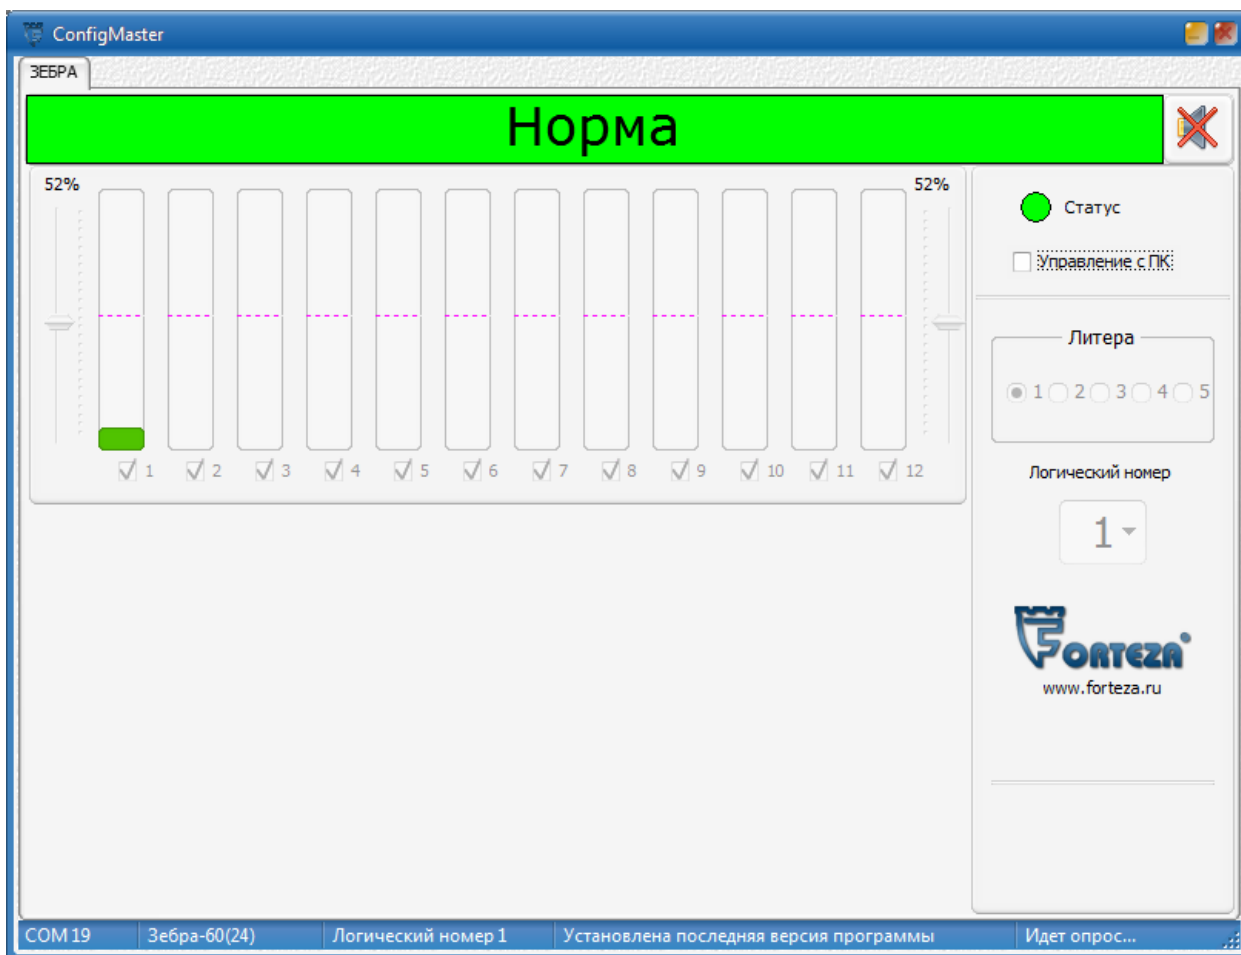 ConfigMaster
ЗЕБРА
Норма
52%
52%
Статус
Управление с ПК
Литера
1 2 3 4 5
1 2 3 4 5 6 7 8 9 10 11 12
Логический номер
1
FORTEZA
www.forteza.ru
COM 19 Зебра-60(24) Логический номер 1 Установлена последняя версия программы Идет опрос...